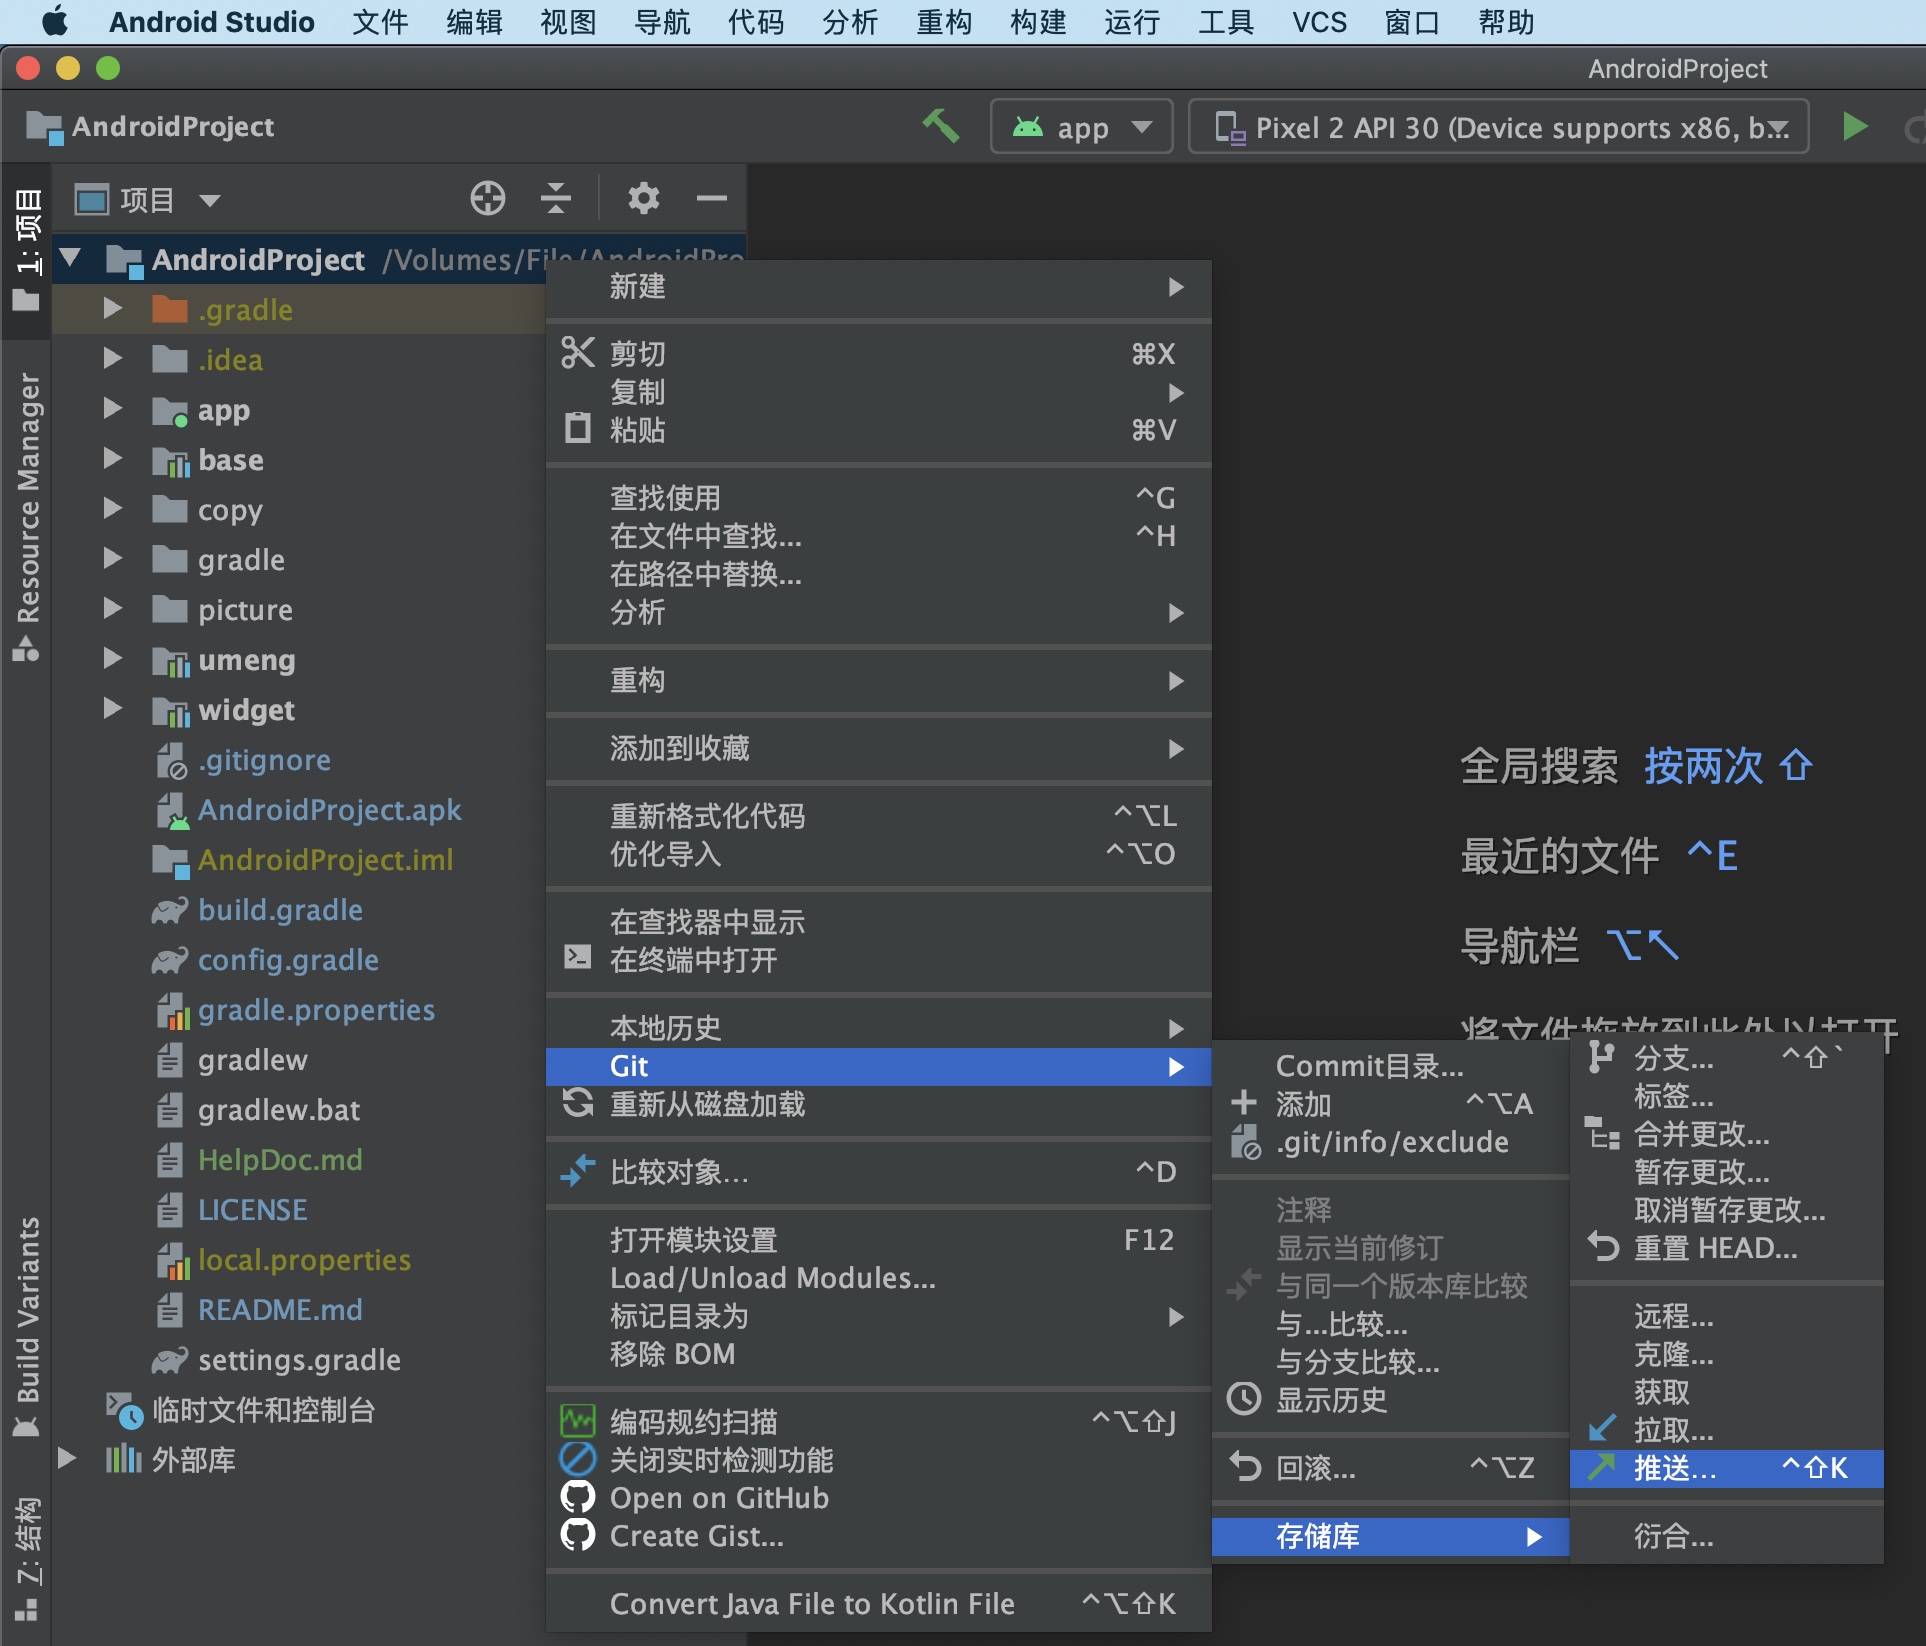 Android Studio 文件 编辑 视图 导航 代码 分析 重构 构建 运行 工具 VCS 窗口 帮助
AndroidProject
AndroidProject
app
Pixel 2 API 30 (Device supports x86, b...
1: 项目
Resource Manager
Build Variants
Z: 结构
项目
AndroidProject /Volumes/File/AndroidPro
.gradle
.idea
app
base
copy
gradle
picture
umeng
widget
.gitignore
AndroidProject.apk
AndroidProject.iml
build.gradle
config.gradle
gradle.properties
gradlew
gradlew.bat
HelpDoc.md
LICENSE
local.properties
README.md
settings.gradle
临时文件和控制台
外部库
新建
剪切 ⌘X
复制
粘贴 ⌘V
查找使用 ^G
在文件中查找... ^H
在路径中替换...
分析
重构
添加到收藏
重新格式化代码 ^⌥L
优化导入 ^⌥O
在查找器中显示
在终端中打开
本地历史
Git
重新从磁盘加载
比较对象... ^D
打开模块设置 F12
Load/Unload Modules...
标记目录为
移除 BOM
编码规约扫描 ^⌥⇧J
关闭实时检测功能
Open on GitHub
Create Gist...
Convert Java File to Kotlin File ^⌥⇧K
Commit目录...
添加 ^⌥A
.git/info/exclude
注释
显示当前修订
与同一个版本库比较
与...比较...
与分支比较...
显示历史
回滚... ^⌥Z
存储库
分支... ^⇧`
标签...
合并更改...
暂存更改...
取消暂存更改...
重置 HEAD...
远程...
克隆...
获取
拉取...
推送... ^⇧K
衍合...
全局搜索 按两次 ⇧
最近的文件 ^E
导航栏 ⌥↖
将文件拖放到此处以打开